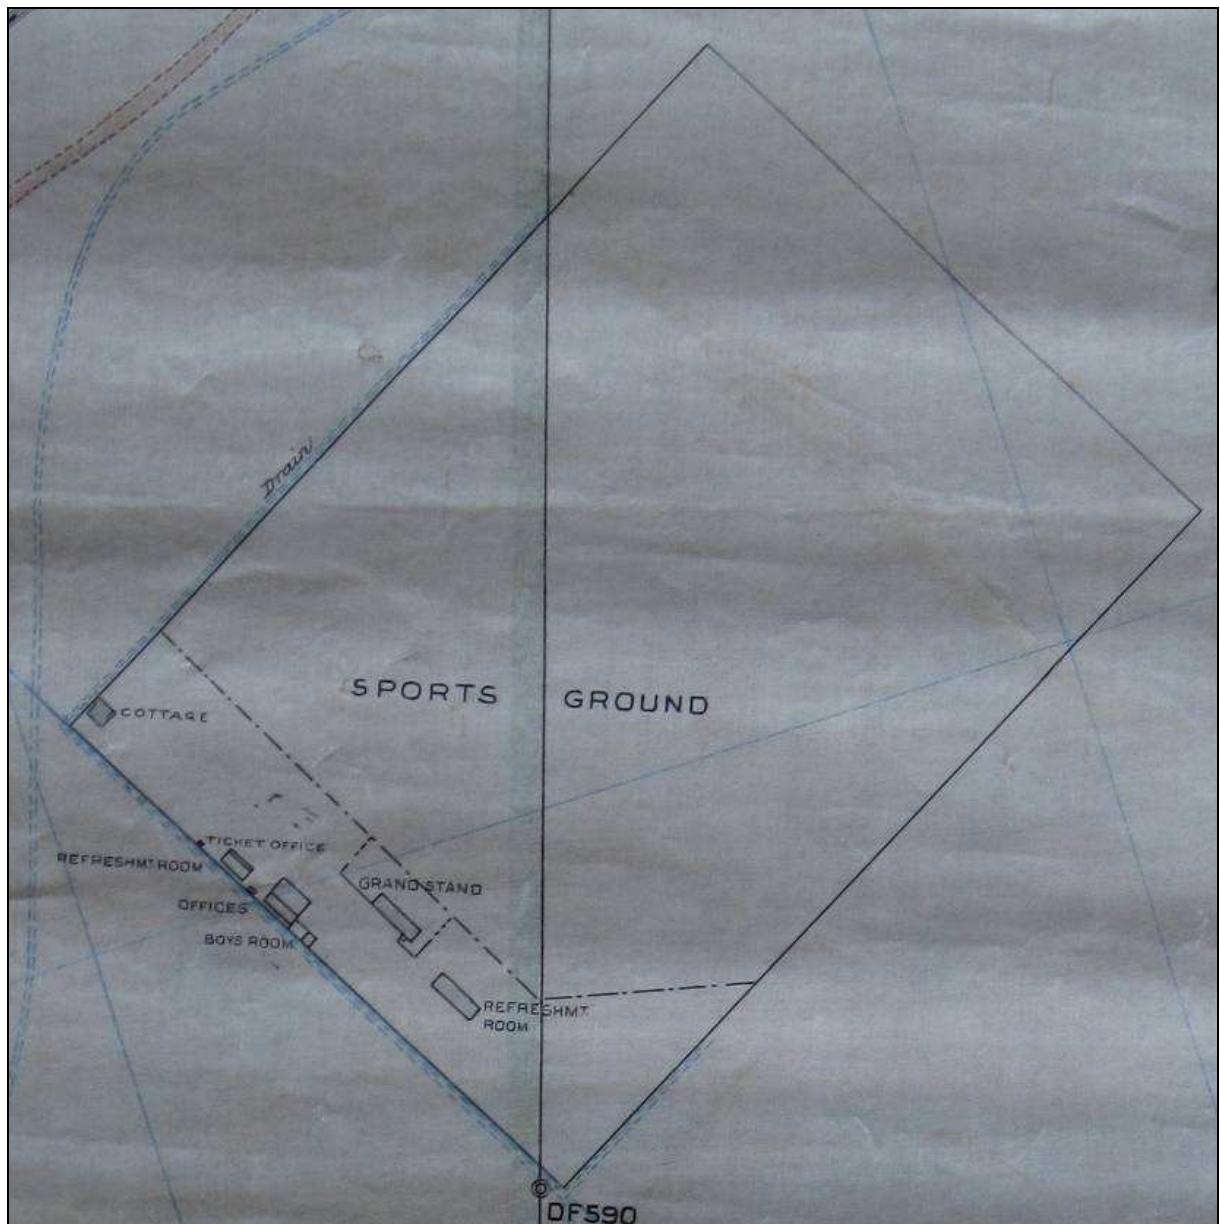 Drain
SPORTS GROUND
COTTAGE
TICKET OFFICE
REFRESHMT. ROOM
GRAND STAND
OFFICES
BOYS ROOM
REFRESHMT.
ROOM
DF590